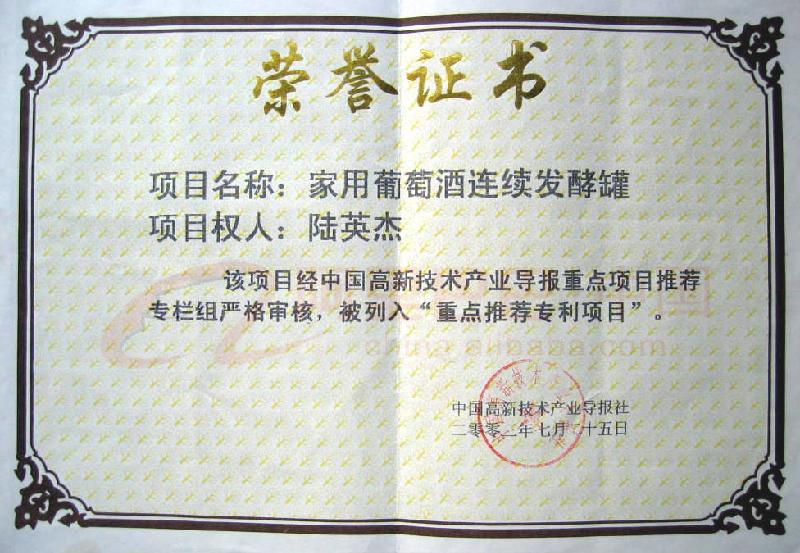 荣誉证书
项目名称：家用葡萄酒连续发酵罐
项目权人：陆英杰
该项目经中国高新技术产业导报重点项目推荐
专栏组严格审核，被列入“重点推荐专利项目”。
中国高新技术产业导报社
二零零二年七月二十五日